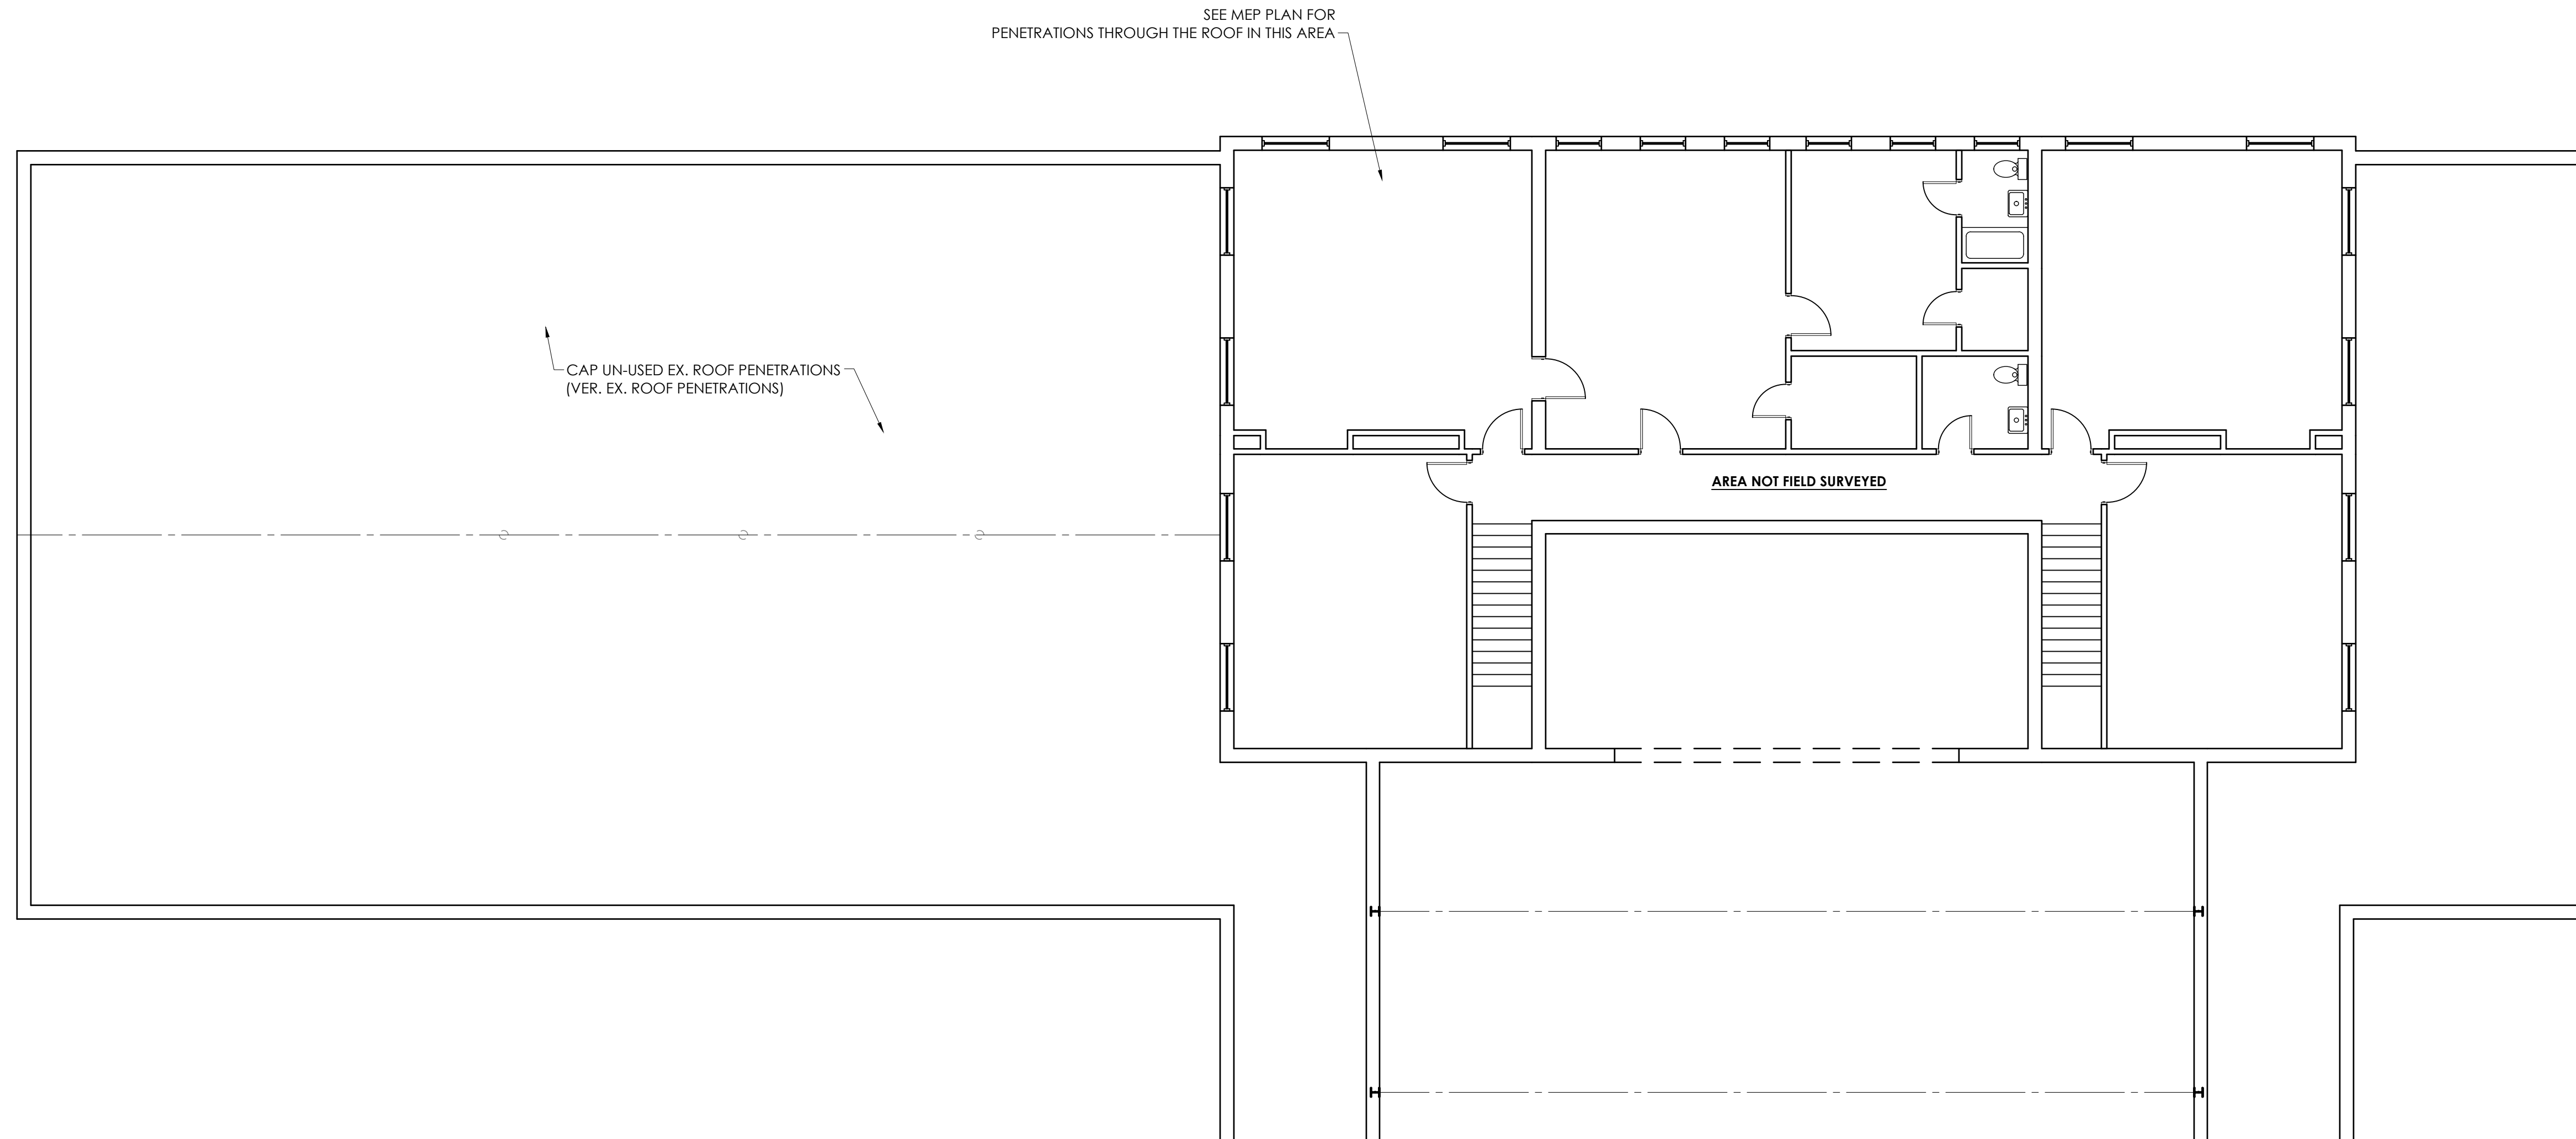 SEE MEP PLAN FOR
PENETRATIONS THROUGH THE ROOF IN THIS AREA
CAP UN-USED EX. ROOF PENETRATIONS
(VER. EX. ROOF PENETRATIONS)
AREA NOT FIELD SURVEYED